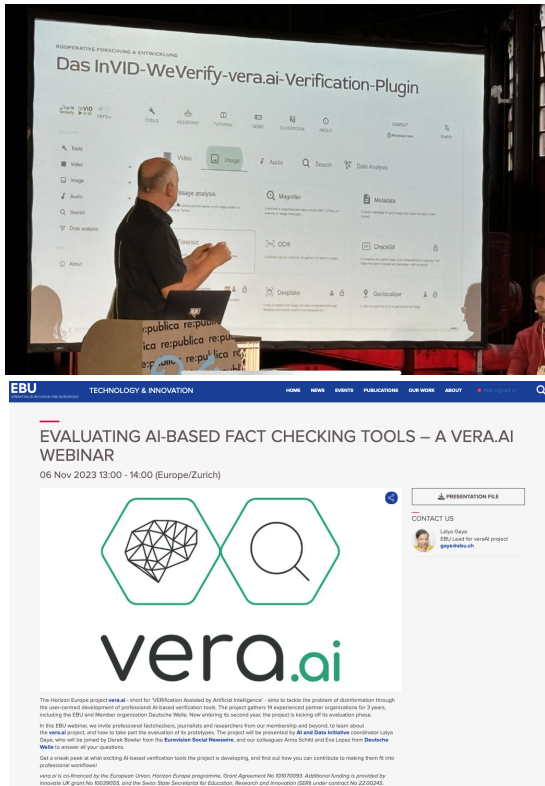 KOOPERATIVE FORSCHUNG & ENTWICKLUNG
Das InVID-WeVerify-vera.ai-Verification-Plugin
InVID
TOOLS
ASSISTANT
TUTORIAL
CLASSROOM
ABOUT
LOGOUT
English
Tools
Video
Image
Audio
Search
Data Analysis
Video
Image
Audio
Search
Data analysis
About
Image analysis
Magnifier
Metadata
Forensic
OCR
CheckGif
Deepfake
Geolocalizer
re:publica re:publica
re:publica
EBU
OPERATING EUROVISION AND EURORADIO
TECHNOLOGY & INNOVATION
HOME NEWS EVENTS PUBLICATIONS OUR WORK ABOUT
EVALUATING AI-BASED FACT CHECKING TOOLS – A VERA.AI
WEBINAR
06 Nov 2023 13:00 - 14:00 (Europe/Zurich)
PRESENTATION FILE
CONTACT US
Lalya Gaye
EBU Lead for veraAI project
gaye@ebu.ch
vera.ai
The Horizon Europe project vera.ai - short for 'VERification Assisted by Artificial Intelligence' - aims to tackle the problem of disinformation through
the user-centred development of professional AI-based verification tools. The project gathers 14 experienced partner organizations for 3 years,
including the EBU and Member organization Deutsche Welle. Now entering its second year, the project is kicking off its evaluation phase.
In this EBU webinar, we invite professional factcheckers, journalists and researchers from our membership and beyond, to learn about
the vera.ai project, and how to take part the evaluation of its prototypes. The project will be presented by AI and Data Initiative coordinator Lalya
Gaye, who will be joined by Derek Bowler from the Eurovision Social Newswire, and our colleagues Anna Schild and Eva Lopez from Deutsche
Welle to answer all your questions
Get a sneak peek at what exciting AI-based verification tools the project is developing, and find out how you can contribute to making them fit into
professional workflows!
vera.ai is co-financed by the European Union, Horizon Europe programme, Grant Agreement No 101070093. Additional funding is provided by
Innovate UK grant No 10039055, and the Swiss State Secretariat for Education, Research and Innovation (SERI) under contract No 22.00245.